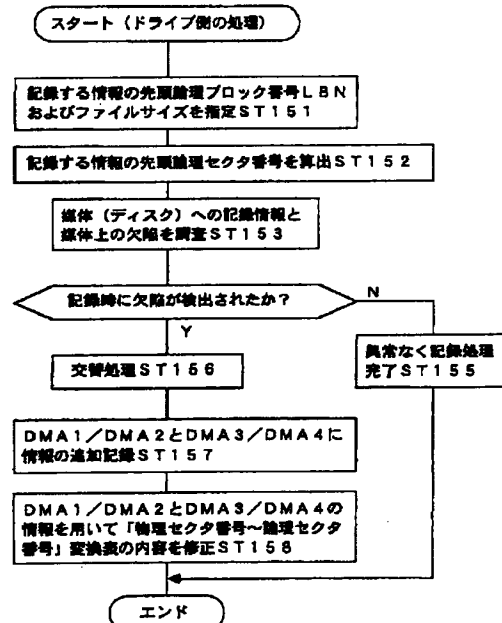 スタート（ドライブ側の処理）
記録する情報の先頭論理ブロック番号ＬＢＮ
およびファイルサイズを指定ＳＴ１５１
記録する情報の先頭論理セクタ番号を算出ＳＴ１５２
媒体（ディスク）への記録情報と
媒体上の欠陥を調査ＳＴ１５３
記録時に欠陥が検出されたか？
Ｎ
Ｙ
異常なく記録処理
完了ＳＴ１５５
交替処理ＳＴ１５６
ＤＭＡ１／ＤＭＡ２とＤＭＡ３／ＤＭＡ４に
情報の追加記録ＳＴ１５７
ＤＭＡ１／ＤＭＡ２とＤＭＡ３／ＤＭＡ４の
情報を用いて「物理セクタ番号～論理セクタ
番号」変換表の内容を修正ＳＴ１５８
エンド